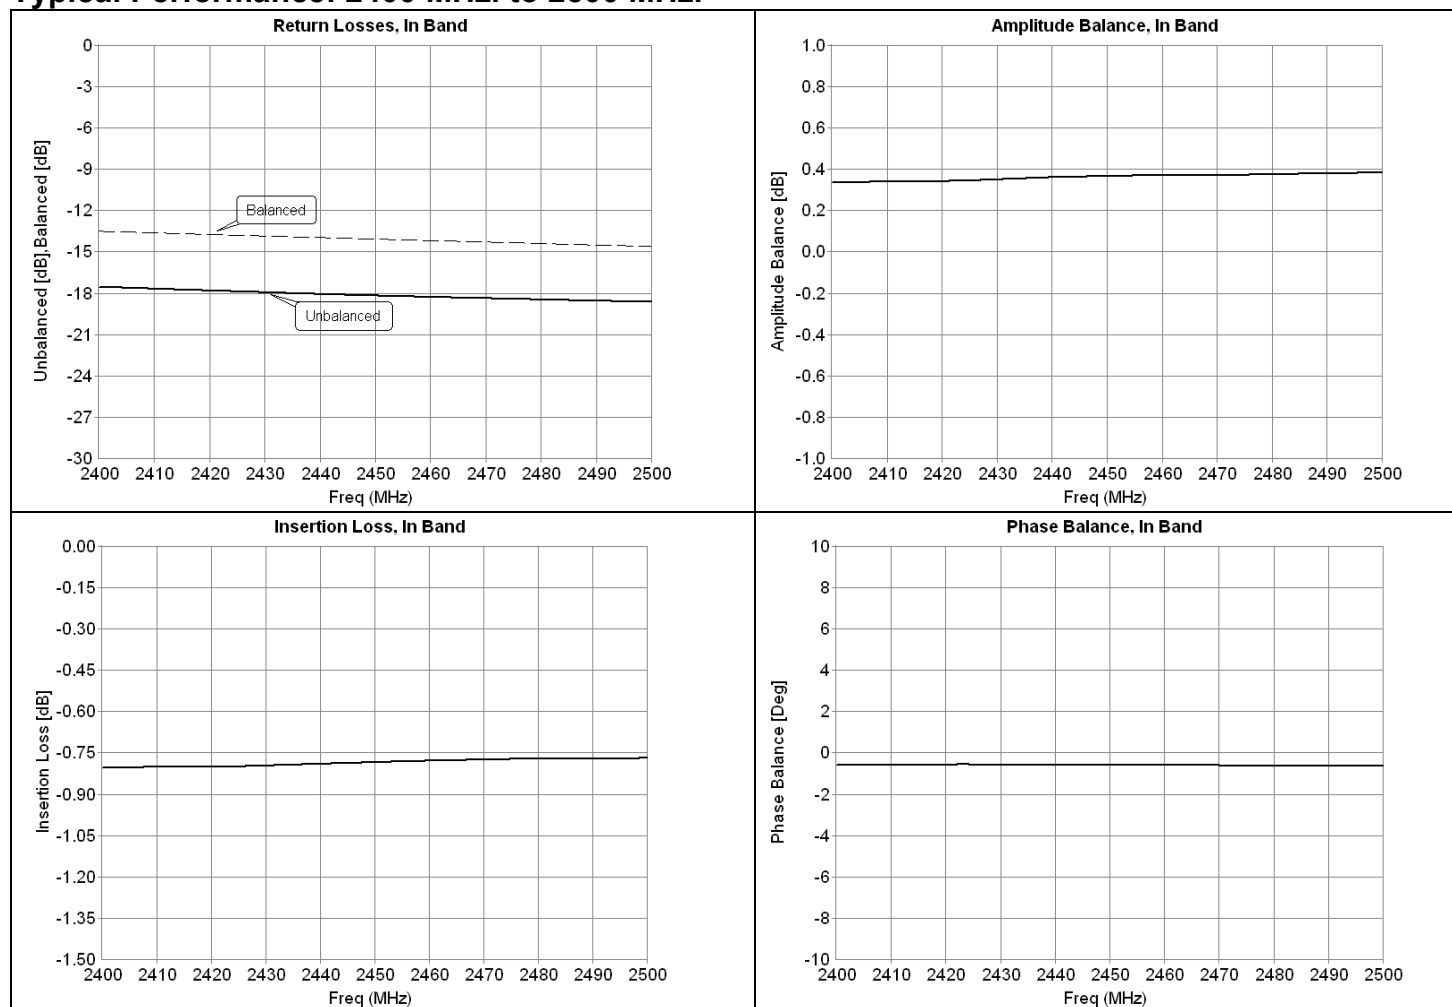 Typical Performance: 2400 MHz. to 2500 MHz.
Return Losses, In Band
Unbalanced [dB],Balanced [dB]
0
-3
-6
-9
-12
-15
-18
-21
-24
-27
-30
Balanced
Unbalanced
2400 2410 2420 2430 2440 2450 2460 2470 2480 2490 2500
Freq (MHz)
Amplitude Balance, In Band
Amplitude Balance [dB]
1.0
0.8
0.6
0.4
0.2
0.0
-0.2
-0.4
-0.6
-0.8
-1.0
2400 2410 2420 2430 2440 2450 2460 2470 2480 2490 2500
Freq (MHz)
Insertion Loss, In Band
Insertion Loss [dB]
0.00
-0.15
-0.30
-0.45
-0.60
-0.75
-0.90
-1.05
-1.20
-1.35
-1.50
2400 2410 2420 2430 2440 2450 2460 2470 2480 2490 2500
Freq (MHz)
Phase Balance, In Band
Phase Balance [Deg]
10
8
6
4
2
0
-2
-4
-6
-8
-10
2400 2410 2420 2430 2440 2450 2460 2470 2480 2490 2500
Freq (MHz)